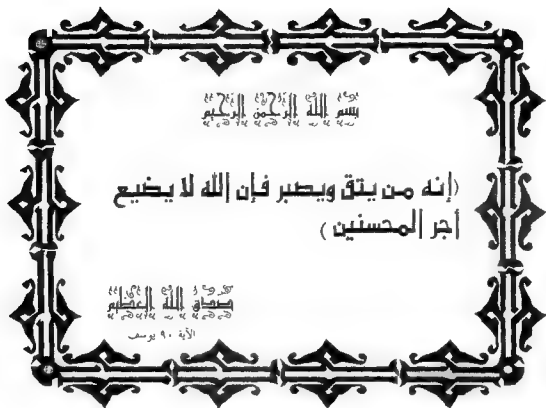 بسم الله الرحمن الرحيم
(إنه من يتق ويصبر فإن الله لا يضيع
أجر المحسنين)
صدق الله العظيم
الآية ٩٠ يوسف